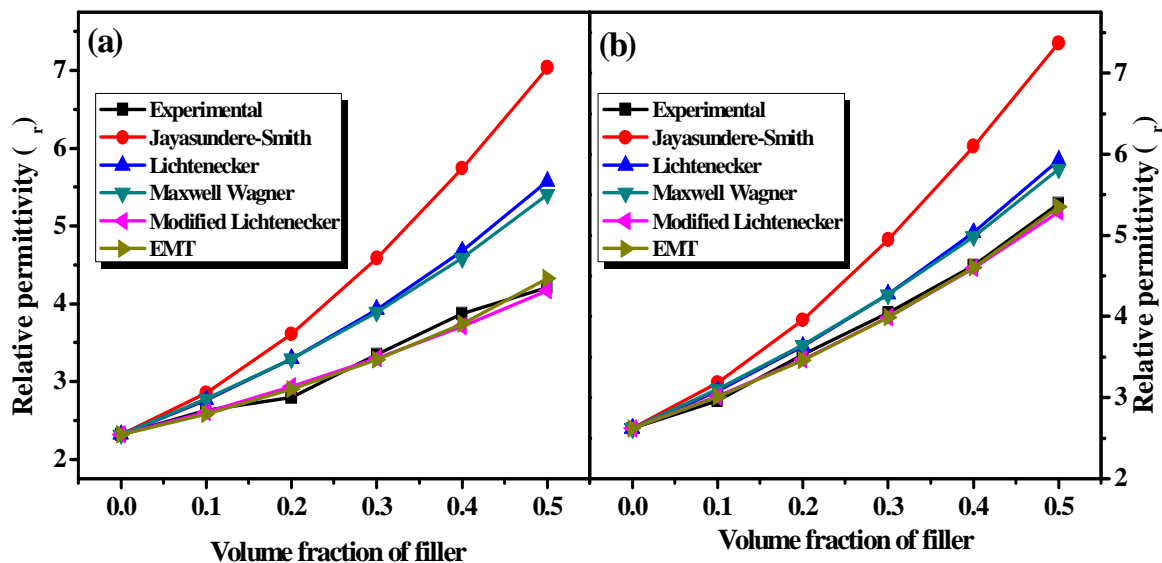 (a)
7
6
5
4
3
2
Relative permittivity ( r)
Experimental
Jayasundere-Smith
Lichtenecker
Maxwell Wagner
Modified Lichtenecker
EMT
0.0 0.1 0.2 0.3 0.4 0.5
Volume fraction of filler
(b)
Experimental
Jayasundere-Smith
Lichtenecker
Maxwell Wagner
Modified Lichtenecker
EMT
0.0 0.1 0.2 0.3 0.4 0.5
Volume fraction of filler
7
6
5
4
3
2
Relative permittivity ( r)